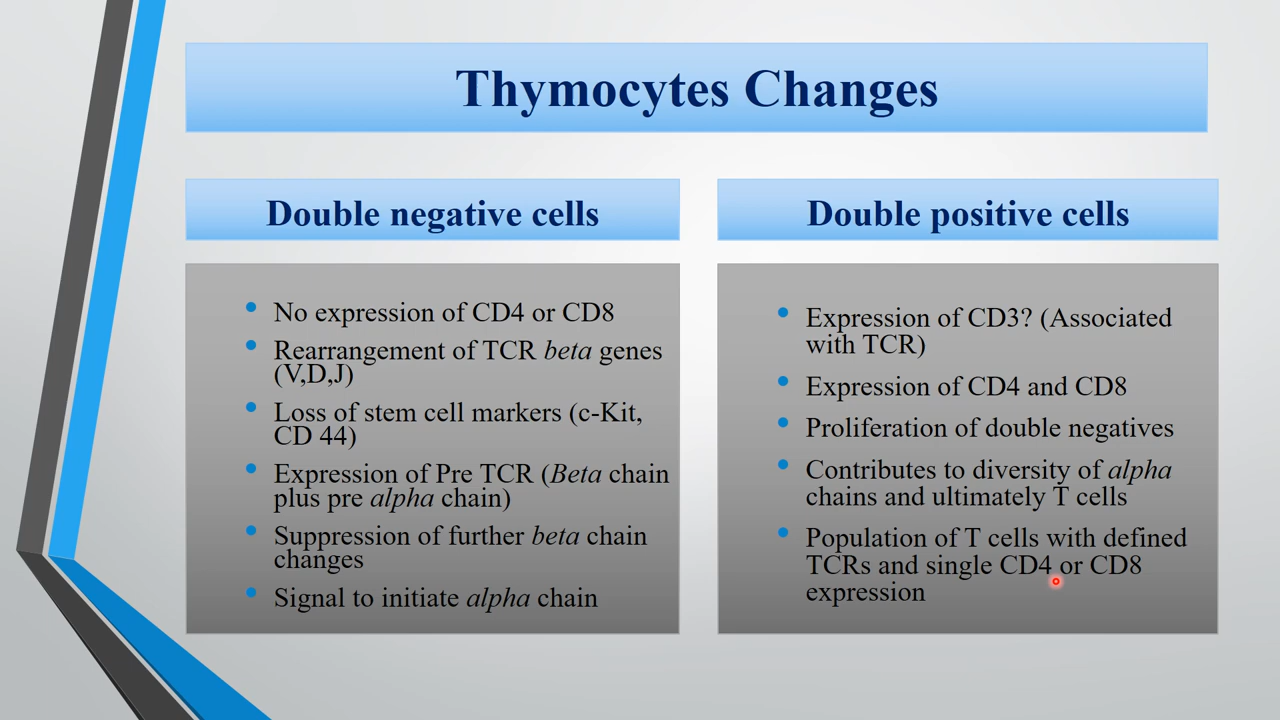 Thymocytes Changes
Double negative cells
No expression of CD4 or CD8
Rearrangement of TCR beta genes
(V,D,J)
Loss of stem cell markers (c-Kit,
CD 44)
Expression of Pre TCR (Beta chain
plus pre alpha chain)
Suppression of further beta chain
changes
Signal to initiate alpha chain
Double positive cells
Expression of CD3? (Associated
with TCR)
Expression of CD4 and CD8
Proliferation of double negatives
Contributes to diversity of alpha
chains and ultimately T cells
Population of T cells with defined
TCRs and single CD4 or CD8
expression